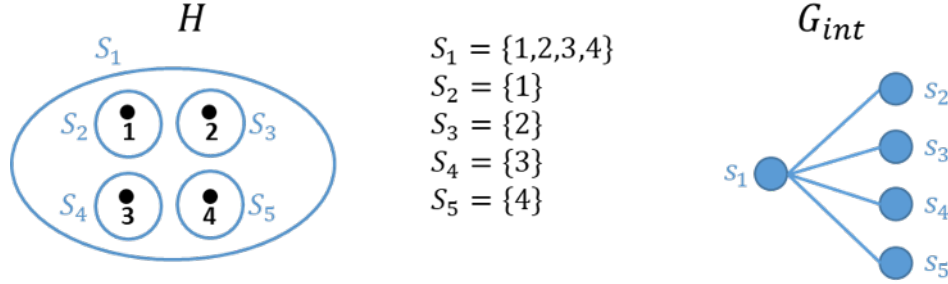 H
S₁
S₂ 1 2 S₃
S₄ 3 4 S₅
S₁ = {1,2,3,4}
S₂ = {1}
S₃ = {2}
S₄ = {3}
S₅ = {4}
G_int
s₁
s₂
s₃
s₄
s₅